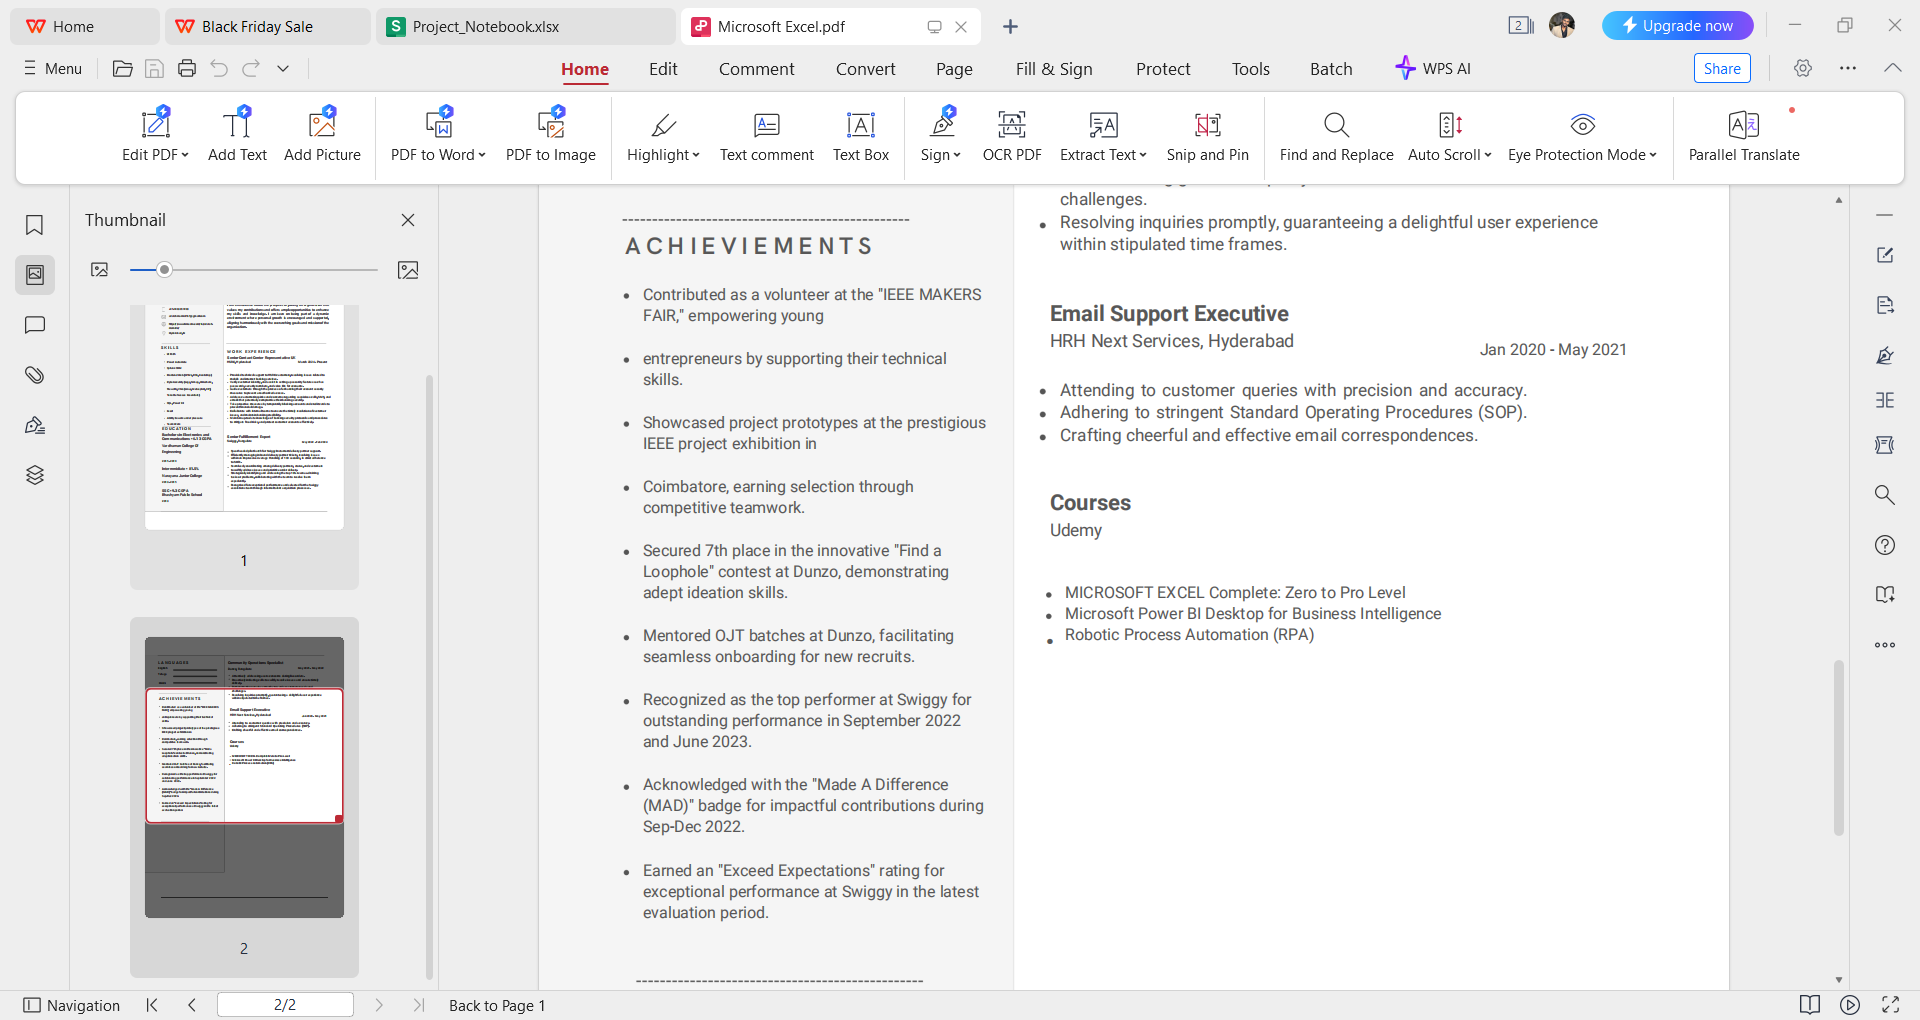 Home
Black Friday Sale
Project_Notebook.xlsx
Microsoft Excel.pdf
2
Upgrade now
Menu
Home
Edit
Comment
Convert
Page
Fill & Sign
Protect
Tools
Batch
WPS AI
Share
Edit PDF
Add Text
Add Picture
PDF to Word
PDF to Image
Highlight
Text comment
Text Box
Sign
OCR PDF
Extract Text
Snip and Pin
Find and Replace
Auto Scroll
Eye Protection Mode
Parallel Translate
Thumbnail
SKILLS
WORK EXPERIENCE
EDUCATION
1
ACHIEVIEMENTS
Email Support Executive
Courses
2
------------------------------------------------
ACHIEVIEMENTS
• Contributed as a volunteer at the "IEEE MAKERS
FAIR," empowering young
• entrepreneurs by supporting their technical
skills.
• Showcased project prototypes at the prestigious
IEEE project exhibition in
• Coimbatore, earning selection through
competitive teamwork.
• Secured 7th place in the innovative "Find a
Loophole" contest at Dunzo, demonstrating
adept ideation skills.
• Mentored OJT batches at Dunzo, facilitating
seamless onboarding for new recruits.
• Recognized as the top performer at Swiggy for
outstanding performance in September 2022
and June 2023.
• Acknowledged with the "Made A Difference
(MAD)" badge for impactful contributions during
Sep-Dec 2022.
• Earned an "Exceed Expectations" rating for
exceptional performance at Swiggy in the latest
evaluation period.
------------------------------------------------
challenges.
• Resolving inquiries promptly, guaranteeing a delightful user experience
within stipulated time frames.
Email Support Executive
HRH Next Services, Hyderabad
Jan 2020 - May 2021
• Attending to customer queries with precision and accuracy.
• Adhering to stringent Standard Operating Procedures (SOP).
• Crafting cheerful and effective email correspondences.
Courses
Udemy
• MICROSOFT EXCEL Complete: Zero to Pro Level
• Microsoft Power BI Desktop for Business Intelligence
• Robotic Process Automation (RPA)
Navigation
2/2
Back to Page 1